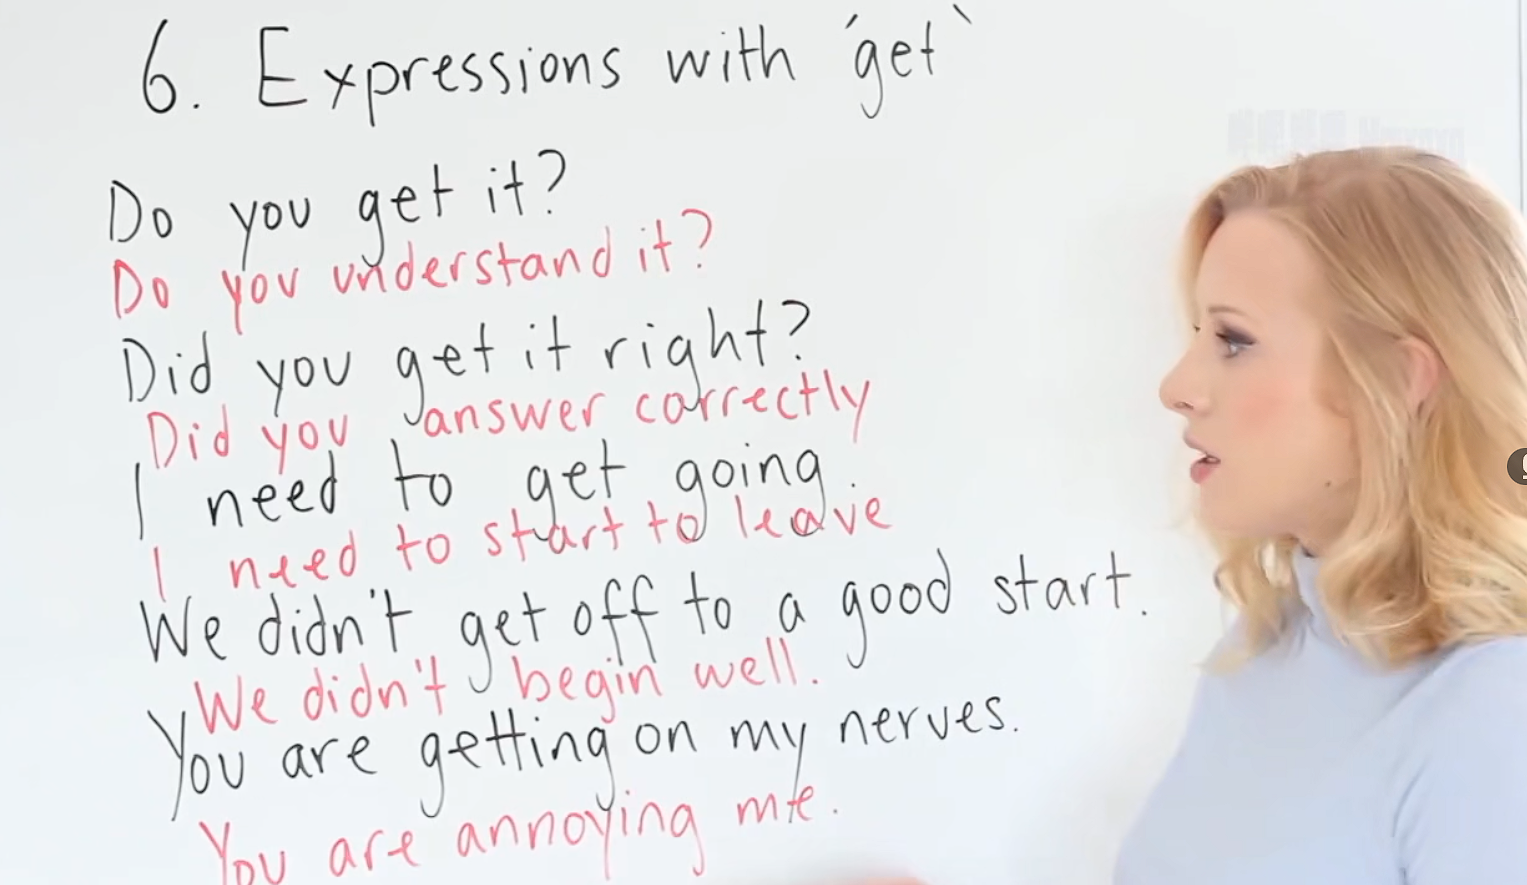 6. Expressions with 'get`
Do you get it?
Do you understand it?
Did you get it right?
Did you answer correctly
I need to get going.
I need to start to leave
We didn't get off to a good start.
We didn't begin well.
You are getting on my nerves.
You are annoying me.